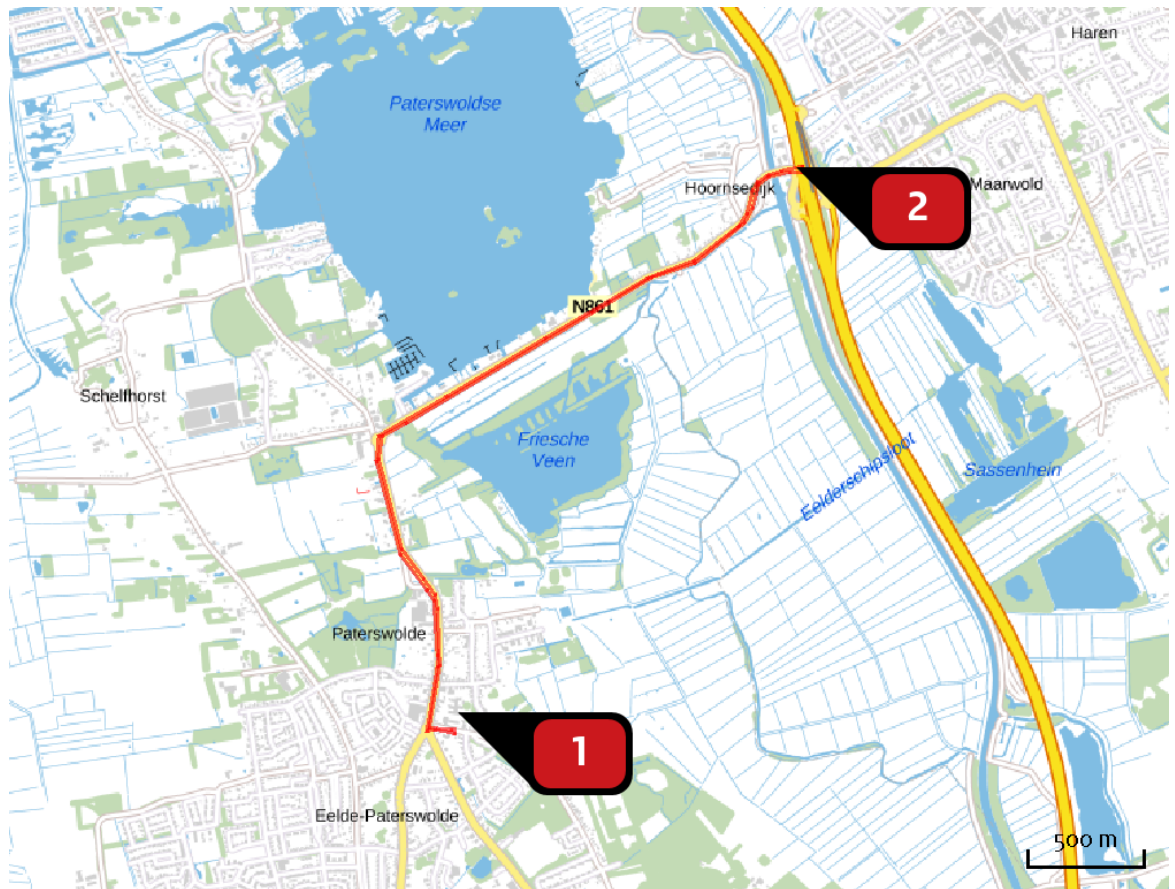 Haren
Paterswoldse
Meer
Hoornsedijk
Maarwold
2
N861
Schelfhorst
Friesche
Veen
Eelderschipsloot
Sassenhein
Paterswolde
1
Eelde-Paterswolde
500 m